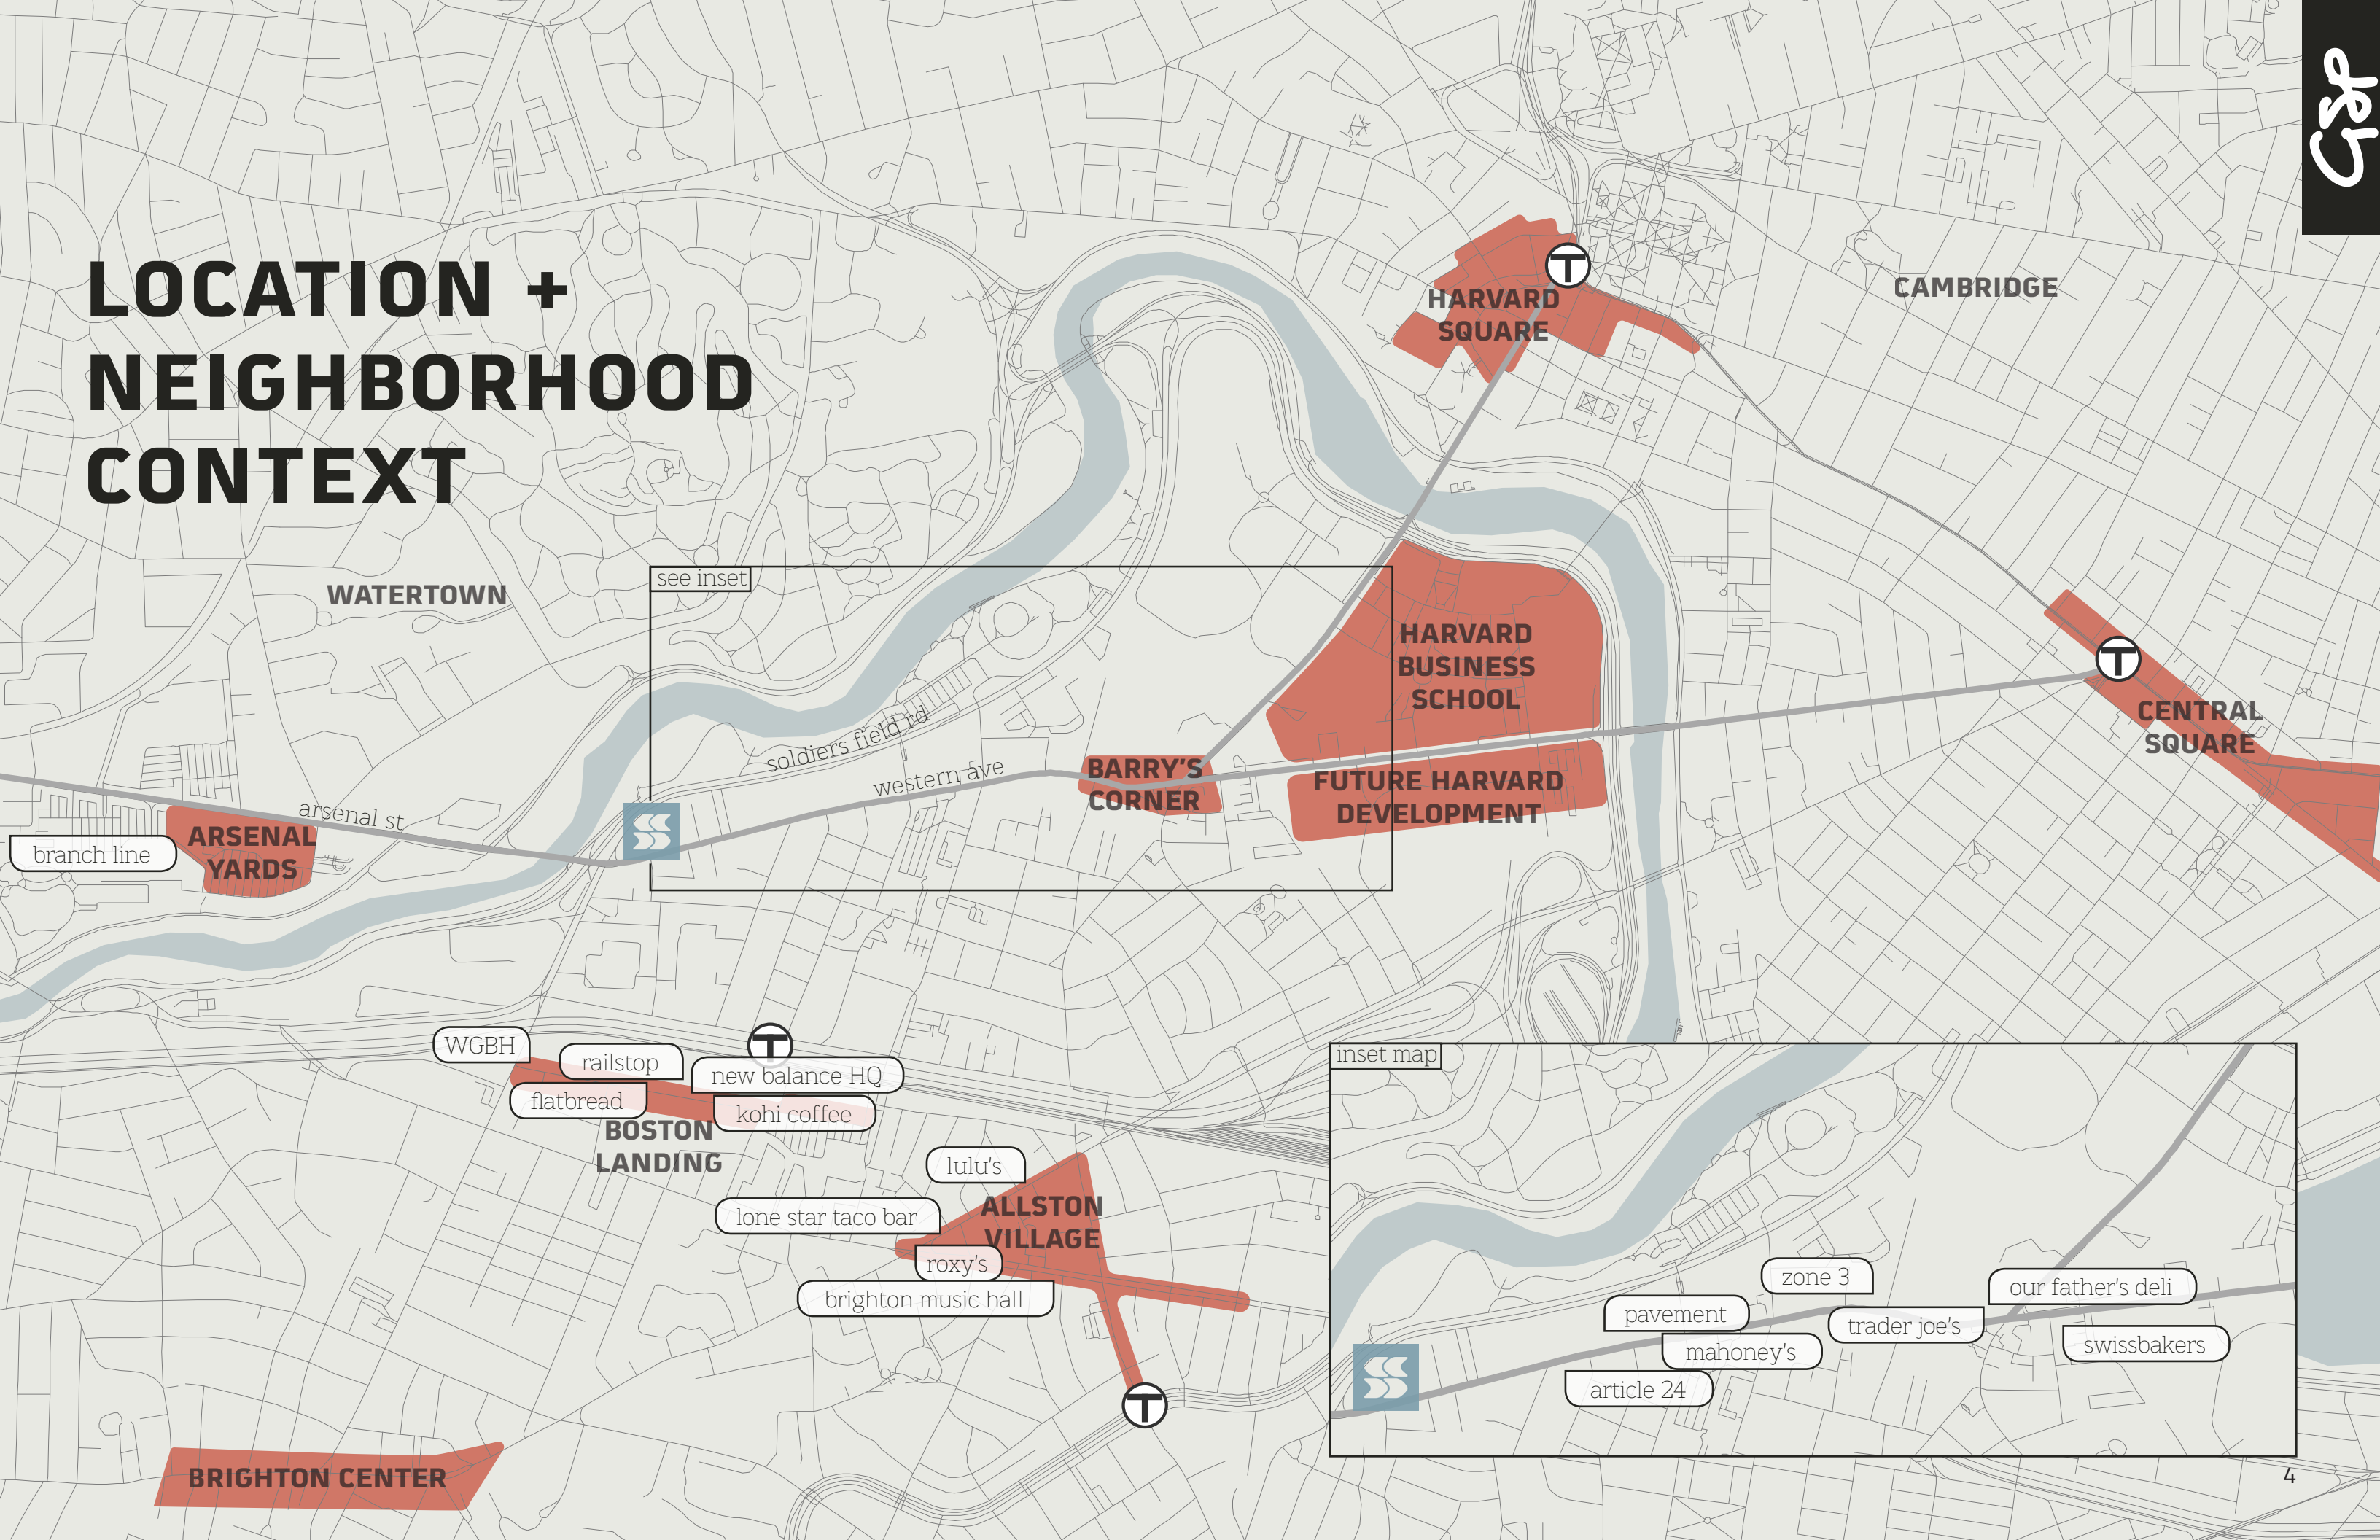 LOCATION +
NEIGHBORHOOD
CONTEXT
HARVARD
SQUARE
T
CAMBRIDGE
WATERTOWN
see inset
HARVARD
BUSINESS
SCHOOL
T
CENTRAL
SQUARE
soldiers field rd
western ave
BARRY'S
CORNER
FUTURE HARVARD
DEVELOPMENT
arsenal st
ARSENAL
YARDS
branch line
WGBH
railstop
T
new balance HQ
flatbread
kohi coffee
BOSTON
LANDING
lulu's
lone star taco bar
ALLSTON
VILLAGE
roxy's
brighton music hall
T
BRIGHTON CENTER
inset map
zone 3
our father's deli
pavement
trader joe's
mahoney's
swissbakers
article 24
4